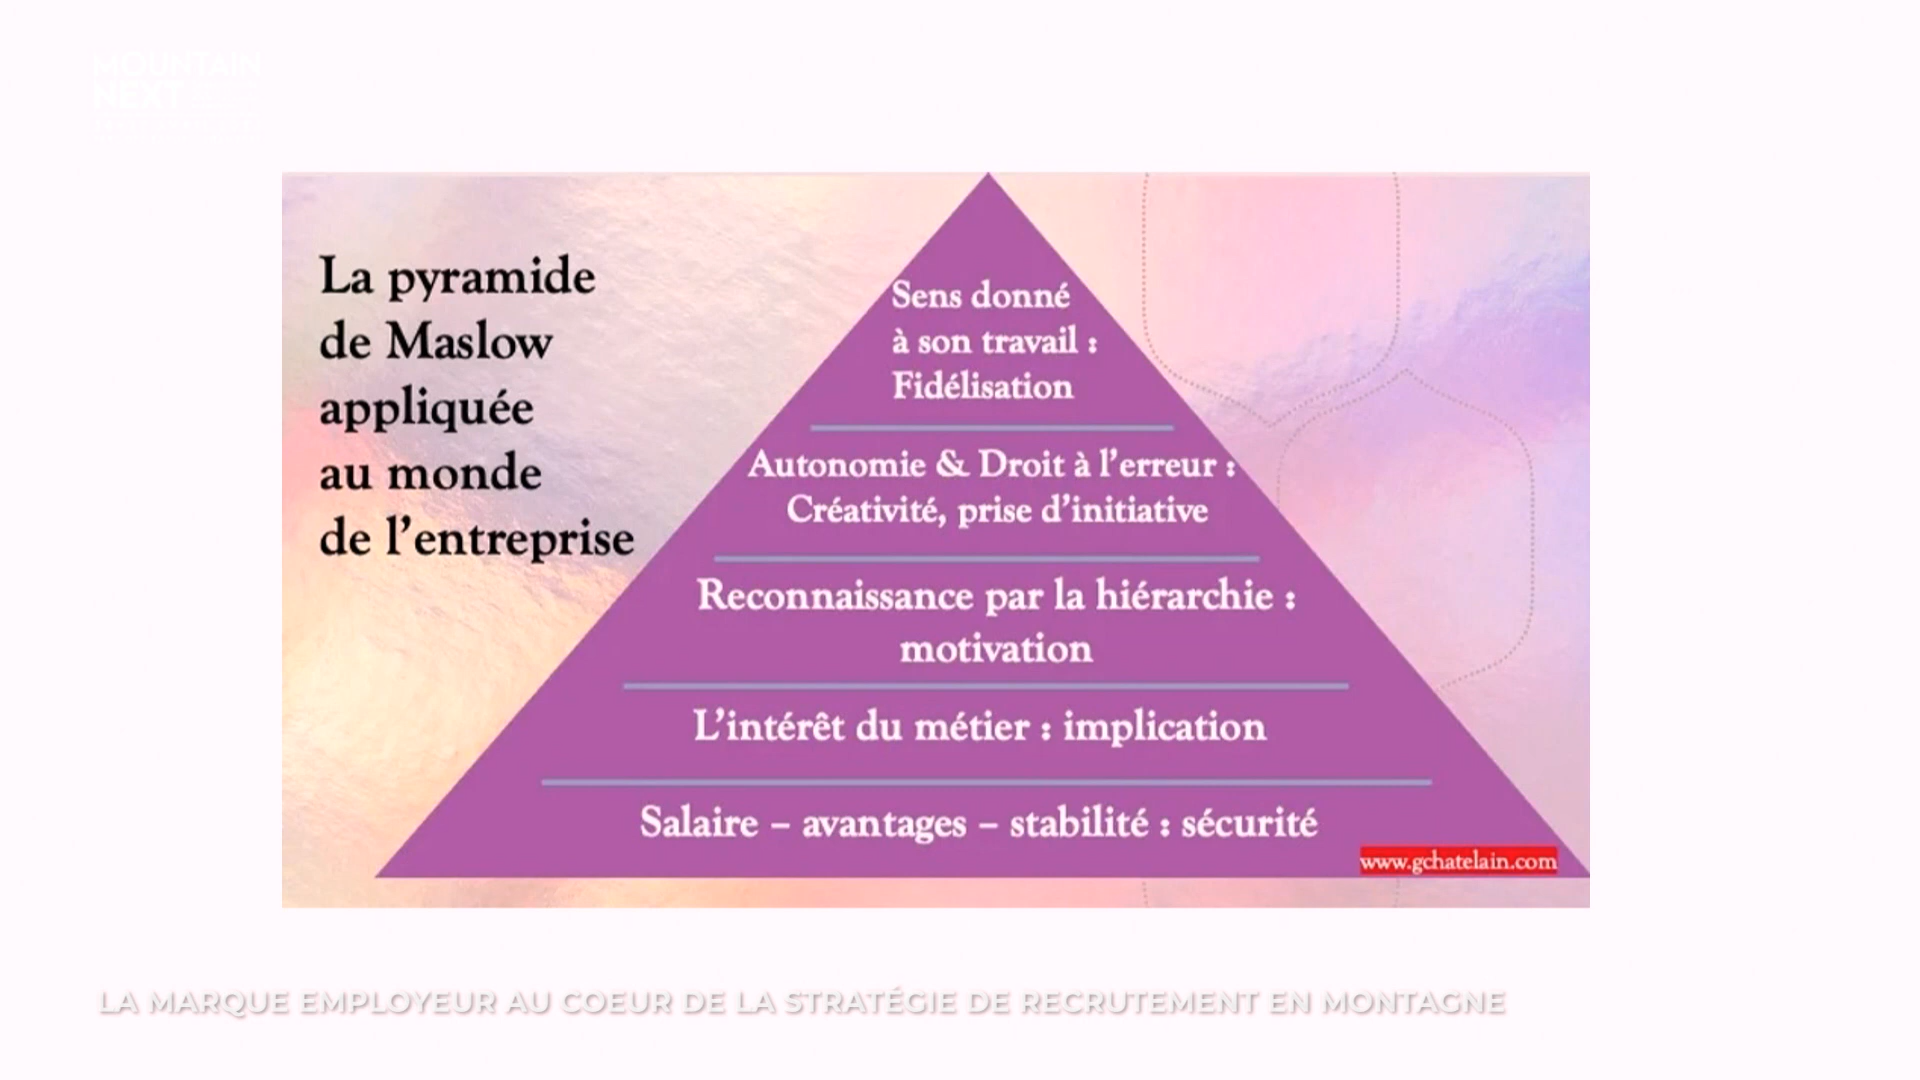 MOUNTAIN
NEXT
La pyramide
de Maslow
appliquée
au monde
de l'entreprise
Sens donné
à son travail :
Fidélisation
Autonomie & Droit à l'erreur :
Créativité, prise d'initiative
Reconnaissance par la hiérarchie :
motivation
L'intérêt du métier : implication
Salaire – avantages – stabilité : sécurité
www.gchatelain.com
LA MARQUE EMPLOYEUR AU COEUR DE LA STRATÉGIE DE RECRUTEMENT EN MONTAGNE